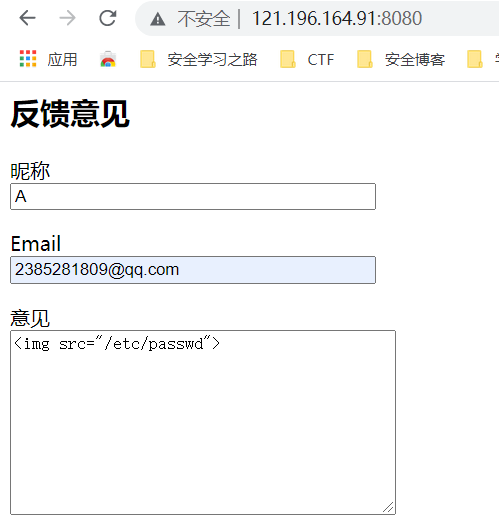 不安全 | 121.196.164.91:8080
应用 安全学习之路 CTF 安全博客
反馈意见
昵称
A
Email
2385281809@qq.com
意见
<img src="/etc/passwd">